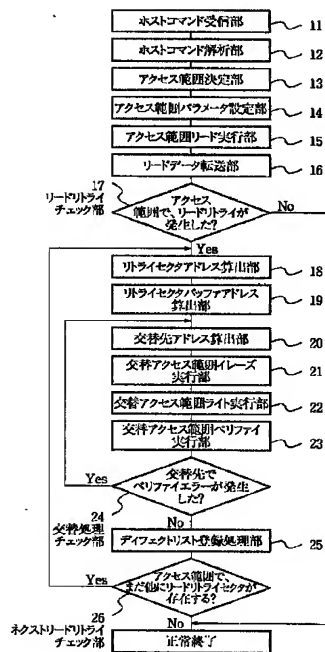 ホストコマンド受信部 11
ホストコマンド解析部 12
アクセス範囲決定部 13
アクセス範囲パラメータ設定部 14
アクセス範囲リード実行部 15
リードデータ転送部 16
17
リードリトライ
チェック部
アクセス
範囲で、リードリトライが
発生した?
No
Yes
リトライセクタアドレス算出部 18
リトライセクタバッファアドレス
算出部 19
交替先アドレス算出部 20
交替アクセス範囲イレーズ
実行部 21
交替アクセス範囲ライト実行部 22
交替アクセス範囲ベリファイ
実行部 23
交替先で
ベリファイエラーが発生
した?
Yes
24
交替処理
チェック部
No
ディフェクトリスト登録処理部 25
アクセス範囲で、
まだ他にリードリトライセクタが
存在する?
Yes
26
ネクストリードリトライ
チェック部
No
正常終了